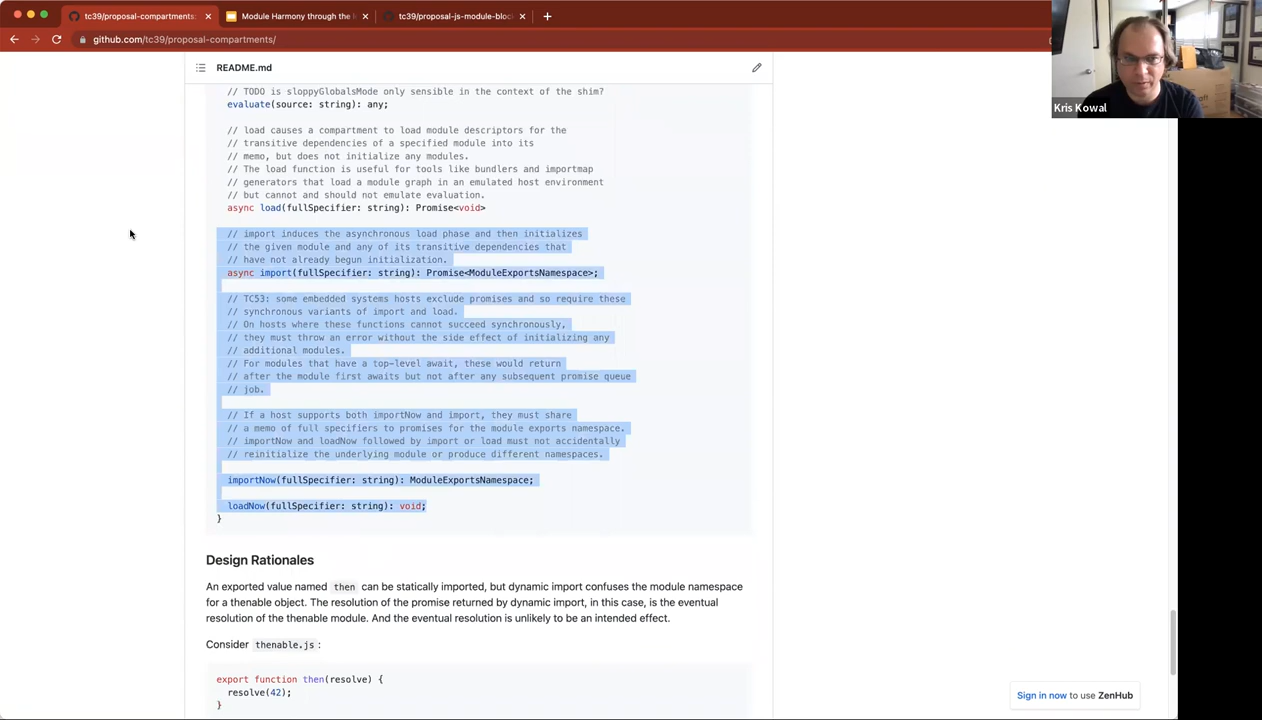 tc39/proposal-compartments:
Module Harmony through the l
tc39/proposal-js-module-bloc
github.com/tc39/proposal-compartments/
Kris Kowal
README.md
// TODO is sloppyGlobalsMode only sensible in the context of the shim?
evaluate(source: string): any;
// load causes a compartment to load module descriptors for the
// transitive dependencies of a specified module into its
// memo, but does not initialize any modules.
// The load function is useful for tools like bundlers and importmap
// generators that load a module graph in an emulated host environment
// but cannot and should not emulate evaluation.
async load(fullSpecifier: string): Promise<void>
// import induces the asynchronous load phase and then initializes
// the given module and any of its transitive dependencies that
// have not already begun initialization.
async import(fullSpecifier: string): Promise<ModuleExportsNamespace>;
// TC53: some embedded systems hosts exclude promises and so require these
// synchronous variants of import and load.
// On hosts where these functions cannot succeed synchronously,
// they must throw an error without the side effect of initializing any
// additional modules.
// For modules that have a top-level await, these would return
// after the module first awaits but not after any subsequent promise queue
// job.
// If a host supports both importNow and import, they must share
// a memo of full specifiers to promises for the module exports namespace.
// importNow and loadNow followed by import or load must not accidentally
// reinitialize the underlying module or produce different namespaces.
importNow(fullSpecifier: string): ModuleExportsNamespace;
loadNow(fullSpecifier: string): void;
}
Design Rationales
An exported value named then can be statically imported, but dynamic import confuses the module namespace
for a thenable object. The resolution of the promise returned by dynamic import, in this case, is the eventual
resolution of the thenable module. And the eventual resolution is unlikely to be an intended effect.
Consider thenable.js :
export function then(resolve) {
resolve(42);
}
Sign in now to use ZenHub